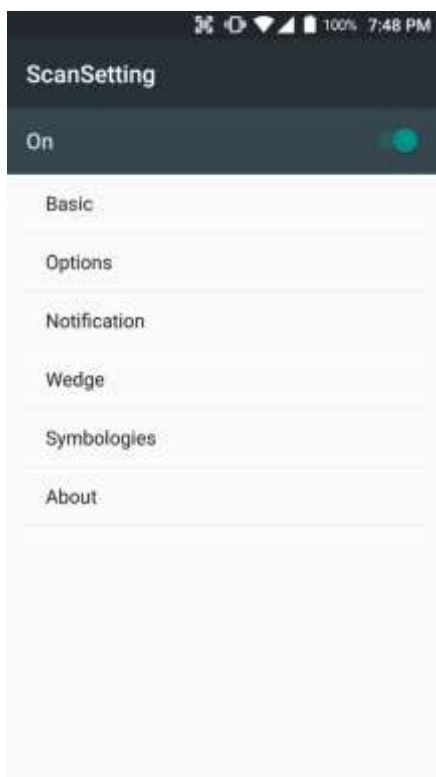 100% 7:48 PM
ScanSetting
On
Basic
Options
Notification
Wedge
Symbologies
About